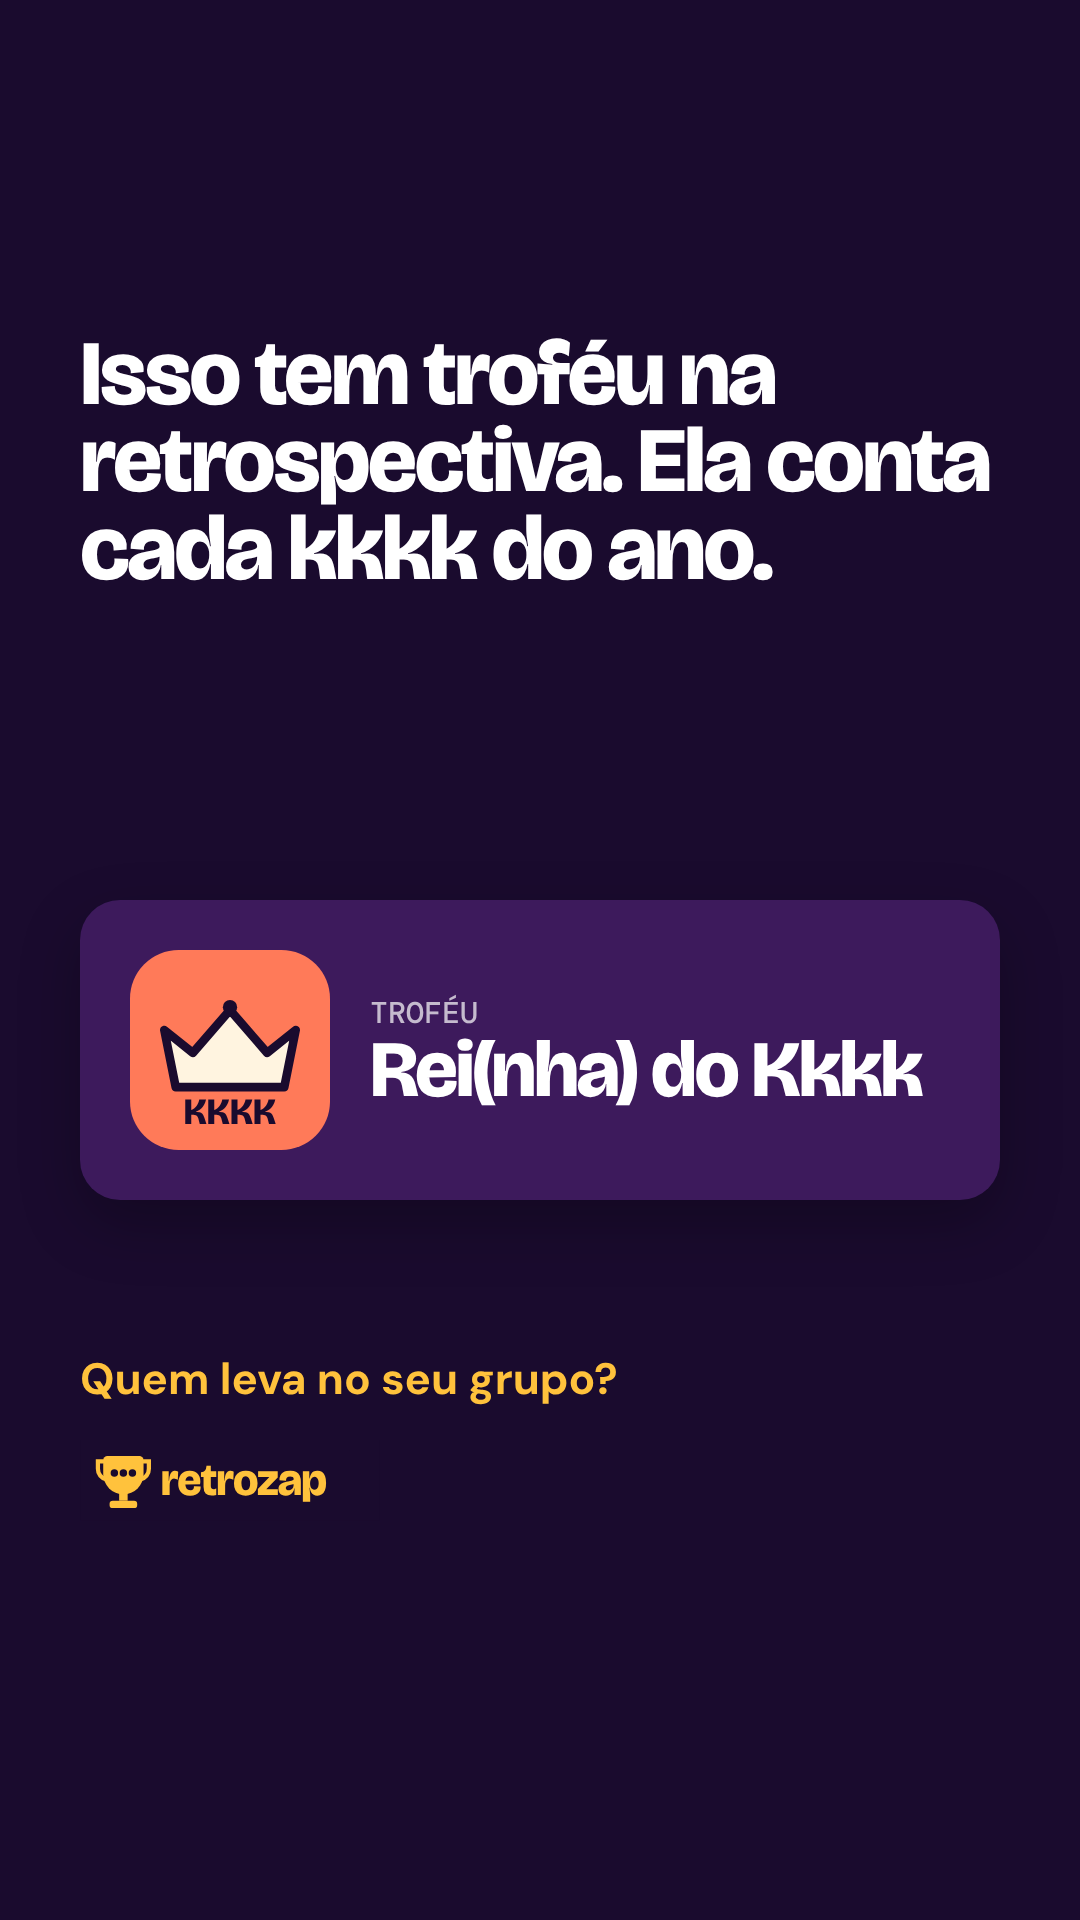 Isso tem troféu na
retrospectiva. Ela conta
cada kkkk do ano.
KKKK
TROFÉU
Rei(nha) do Kkkk
Quem leva no seu grupo?
retrozap